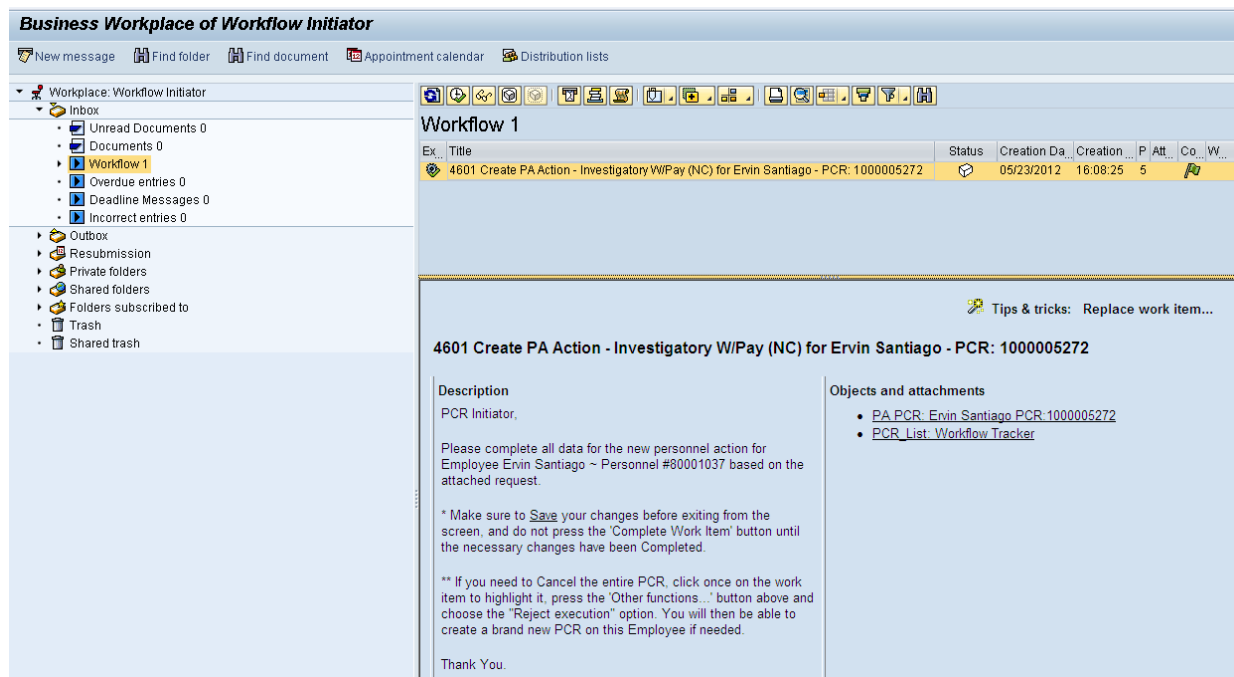 Business Workplace of Workflow Initiator
New message Find folder Find document Appointment calendar Distribution lists
Workplace: Workflow Initiator
Inbox
Unread Documents 0
Documents 0
Workflow 1
Overdue entries 0
Deadline Messages 0
Incorrect entries 0
Outbox
Resubmission
Private folders
Shared folders
Folders subscribed to
Trash
Shared trash
Workflow 1
Ex... Title Status Creation Da... Creation ... P Att... Co... W...
4601 Create PA Action - Investigatory W/Pay (NC) for Ervin Santiago - PCR: 1000005272 05/23/2012 16:08:25 5
Tips & tricks: Replace work item...
4601 Create PA Action - Investigatory W/Pay (NC) for Ervin Santiago - PCR: 1000005272
Description
PCR Initiator,
Please complete all data for the new personnel action for
Employee Ervin Santiago ~ Personnel #80001037 based on the
attached request.
* Make sure to Save your changes before exiting from the
screen, and do not press the 'Complete Work Item' button until
the necessary changes have been Completed.
** If you need to Cancel the entire PCR, click once on the work
item to highlight it, press the 'Other functions...' button above and
choose the "Reject execution" option. You will then be able to
create a brand new PCR on this Employee if needed.
Thank You.
Objects and attachments
PA PCR: Ervin Santiago PCR:1000005272
PCR_List: Workflow Tracker